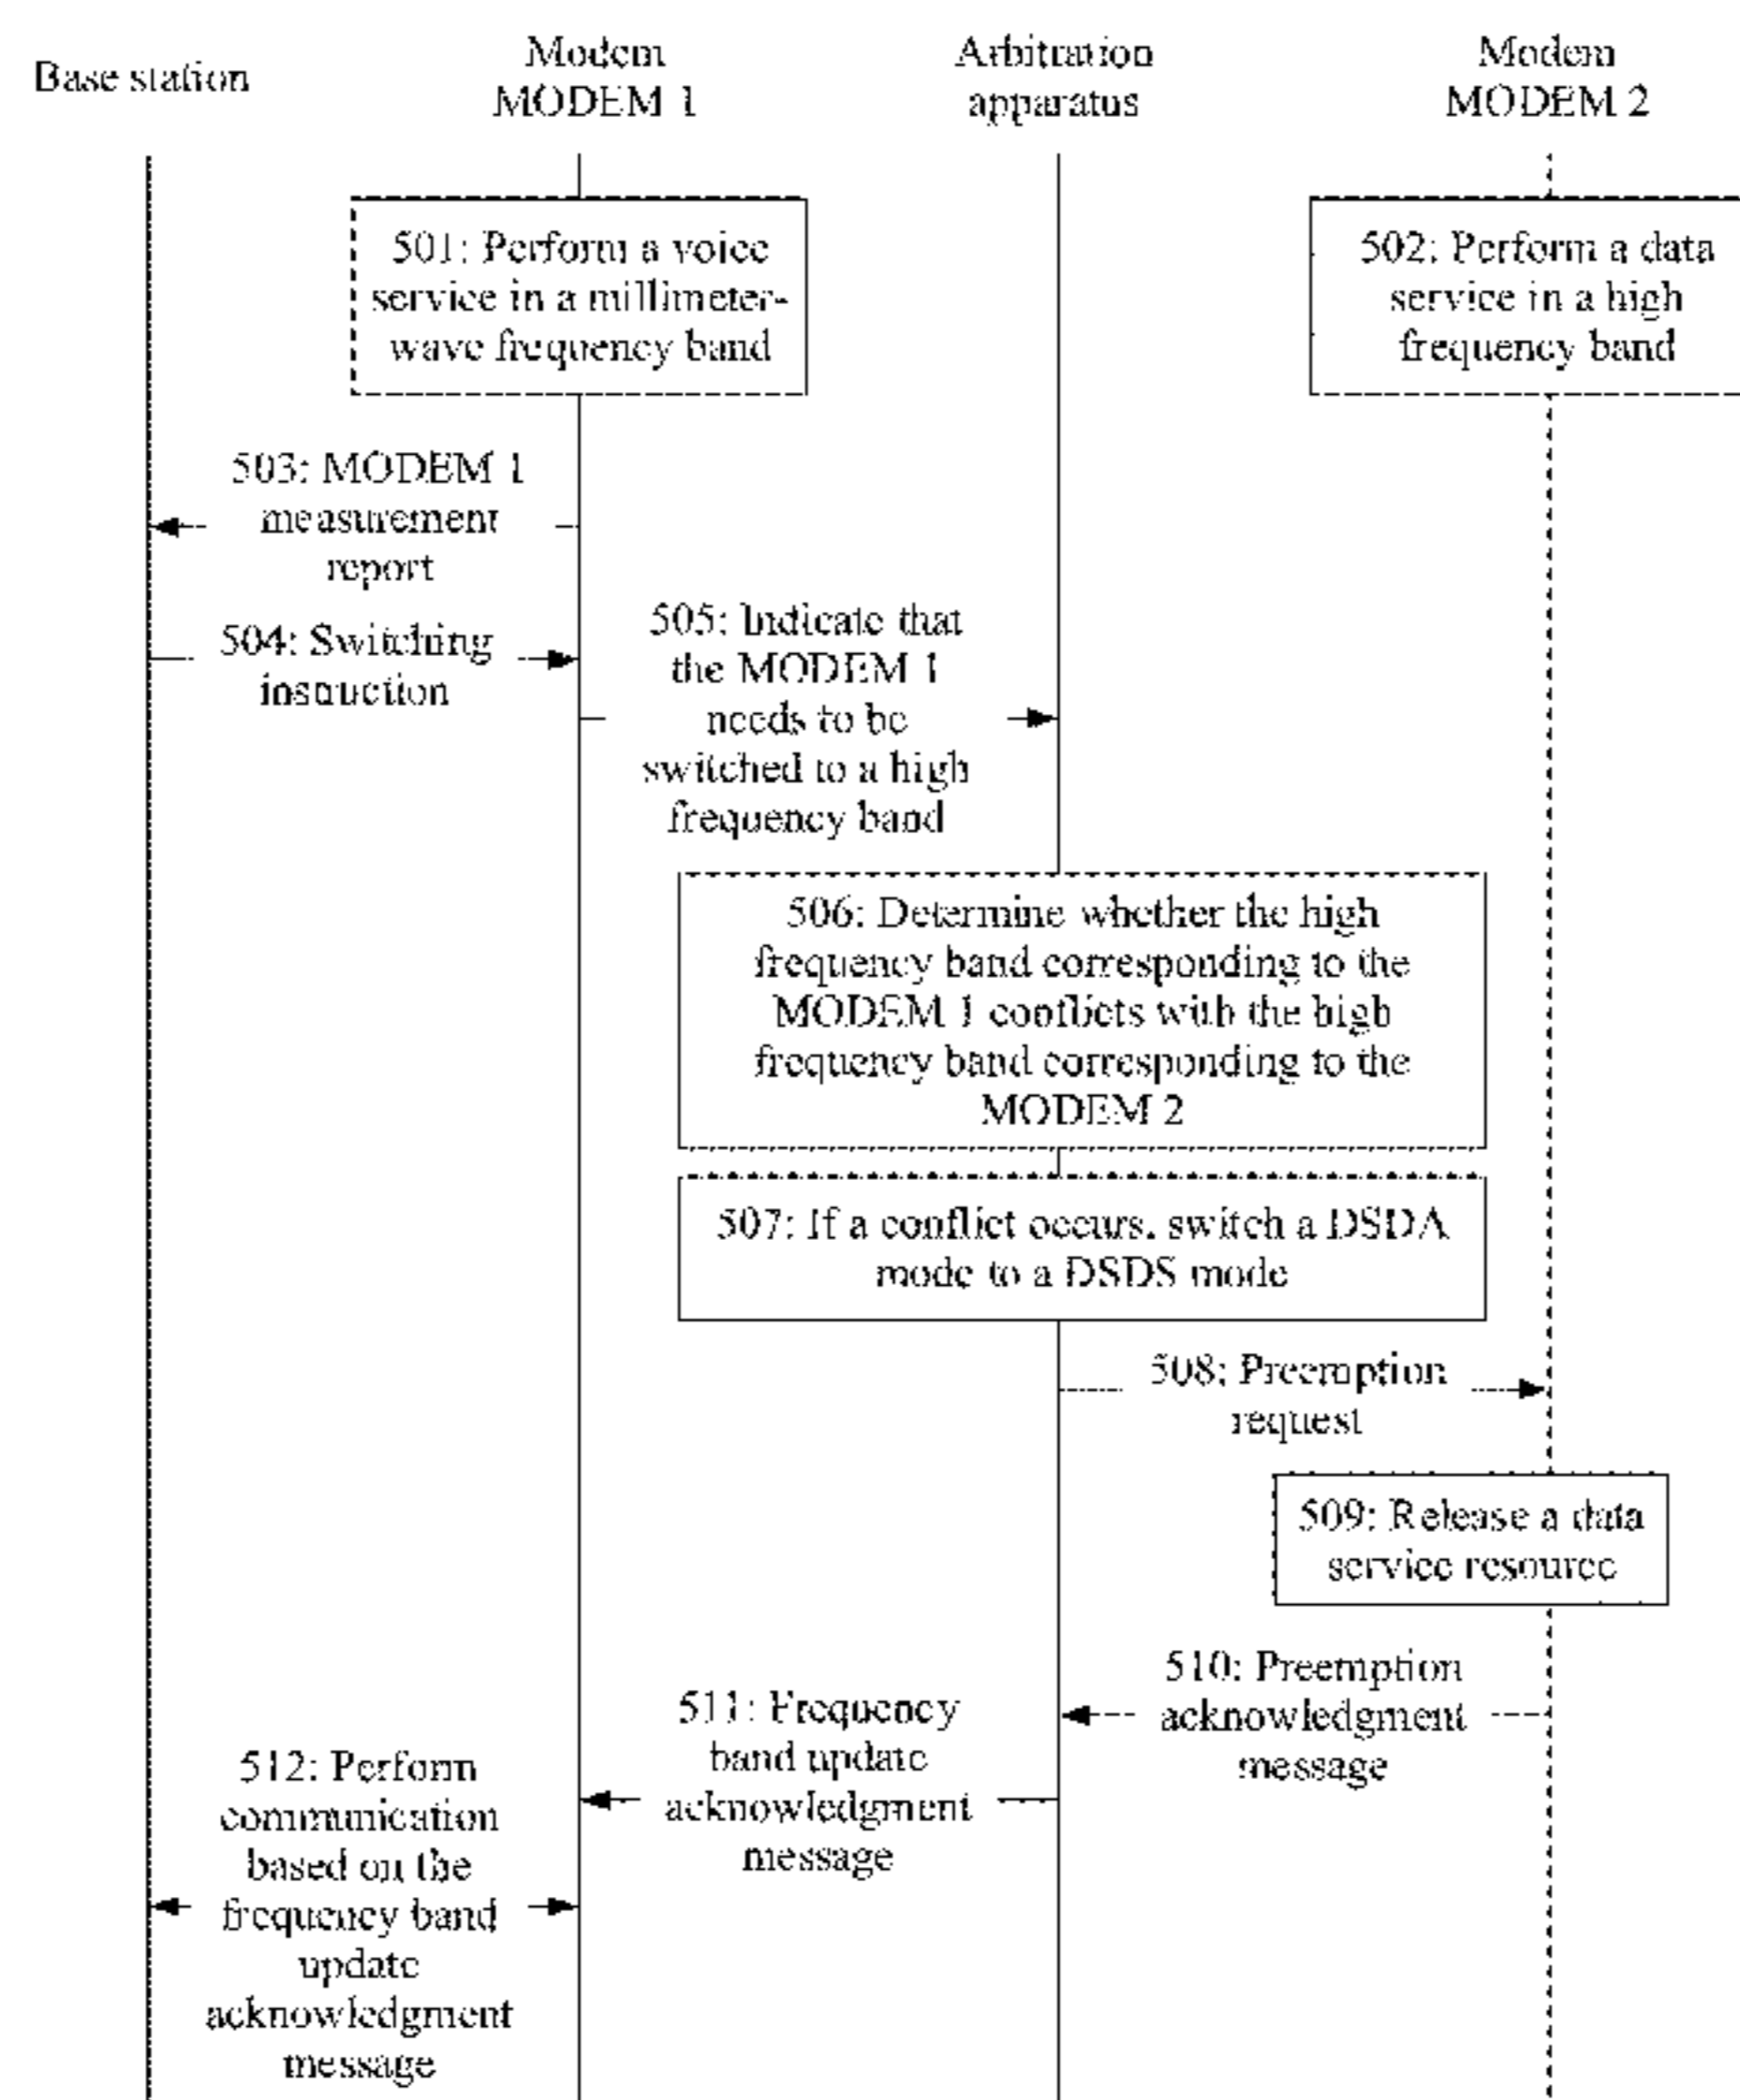 Base station
Modem
MODEM 1
Arbitration
apparatus
Modem
MODEM 2
501: Perform a voice
service in a millimeter-
wave frequency band
502: Perform a data
service in a high
frequency band
503: MODEM 1
measurement
report
504: Switching
instruction
505: Indicate that
the MODEM 1
needs to be
switched to a high
frequency band
506: Determine whether the high
frequency band corresponding to the
MODEM 1 conflicts with the high
frequency band corresponding to the
MODEM 2
507: If a conflict occurs, switch a DSDA
mode to a DSDS mode
508: Preemption
request
509: Release a data
service resource
510: Preemption
acknowledgment
message
511: Frequency
band update
acknowledgment
message
512: Perform
communication
based on the
frequency band
update
acknowledgment
message